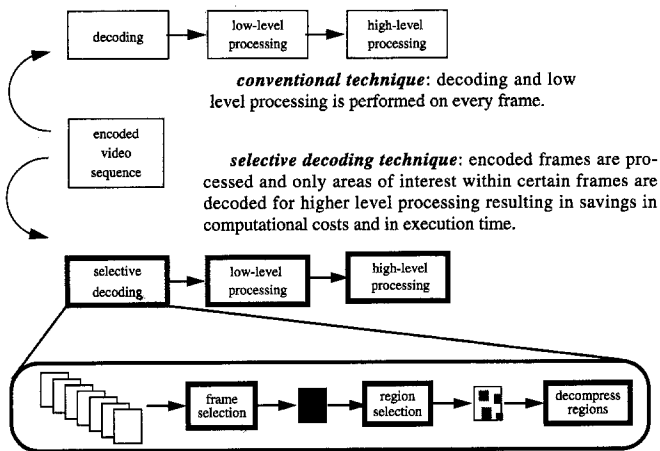 decoding
low-level
processing
high-level
processing
conventional technique: decoding and low
level processing is performed on every frame.
encoded
video
sequence
selective decoding technique: encoded frames are pro-
cessed and only areas of interest within certain frames are
decoded for higher level processing resulting in savings in
computational costs and in execution time.
selective
decoding
low-level
processing
high-level
processing
frame
selection
region
selection
decompress
regions